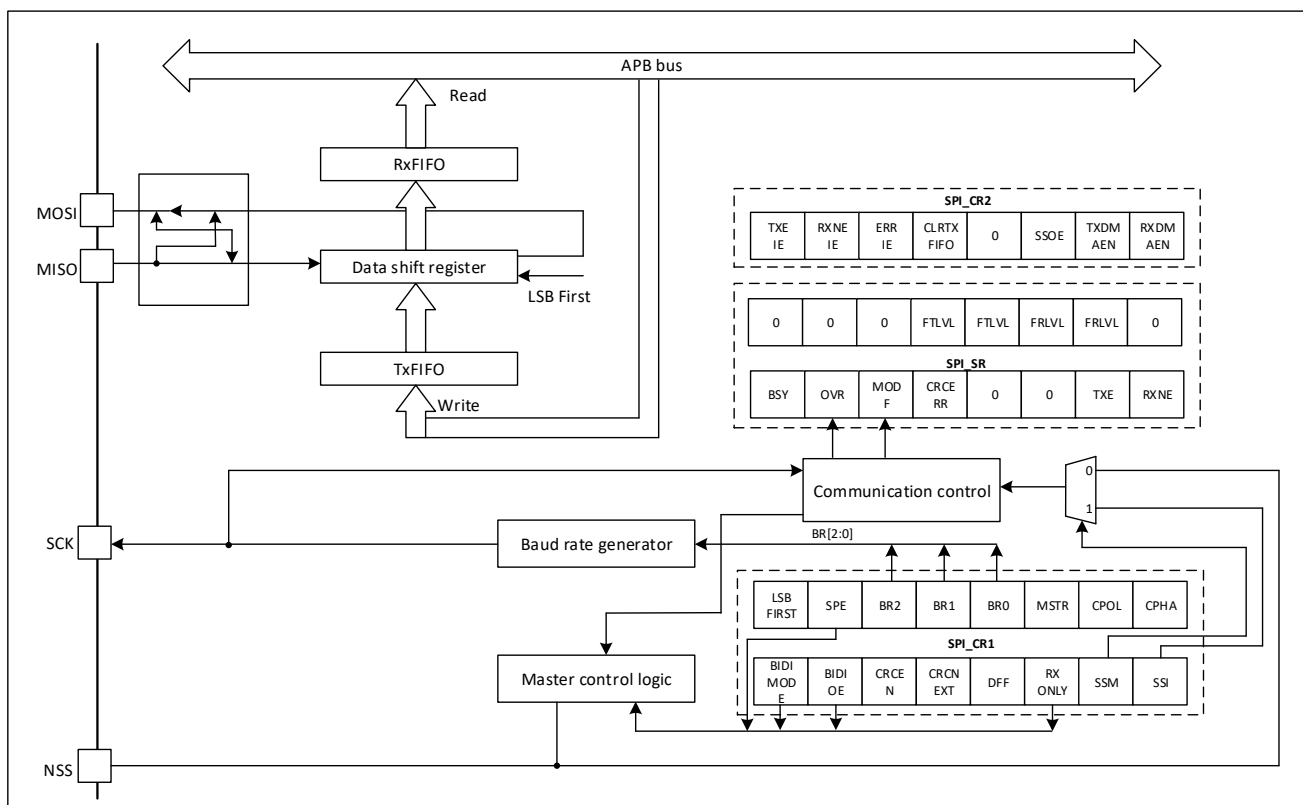 APB bus
Read
RxFIFO
MOSI
MISO
Data shift register
LSB First
TxFIFO
Write
SPI_CR2
TXE
IE
RXNE
IE
ERR
IE
CLRTX
FIFO
0
SSOE
TXDM
AEN
RXDM
AEN
0
0
0
FTLVL
FTLVL
FRLVL
FRLVL
0
SPI_SR
BSY
OVR
MOD
F
CRCE
RR
0
0
TXE
RXNE
Communication control
0
1
SCK
Baud rate generator
BR[2:0]
LSB
FIRST
SPE
BR2
BR1
BR0
MSTR
CPOL
CPHA
SPI_CR1
Master control logic
BIDI
MOD
E
BIDI
OE
CRCE
N
CRCN
EXT
DFF
RX
ONLY
SSM
SSI
NSS